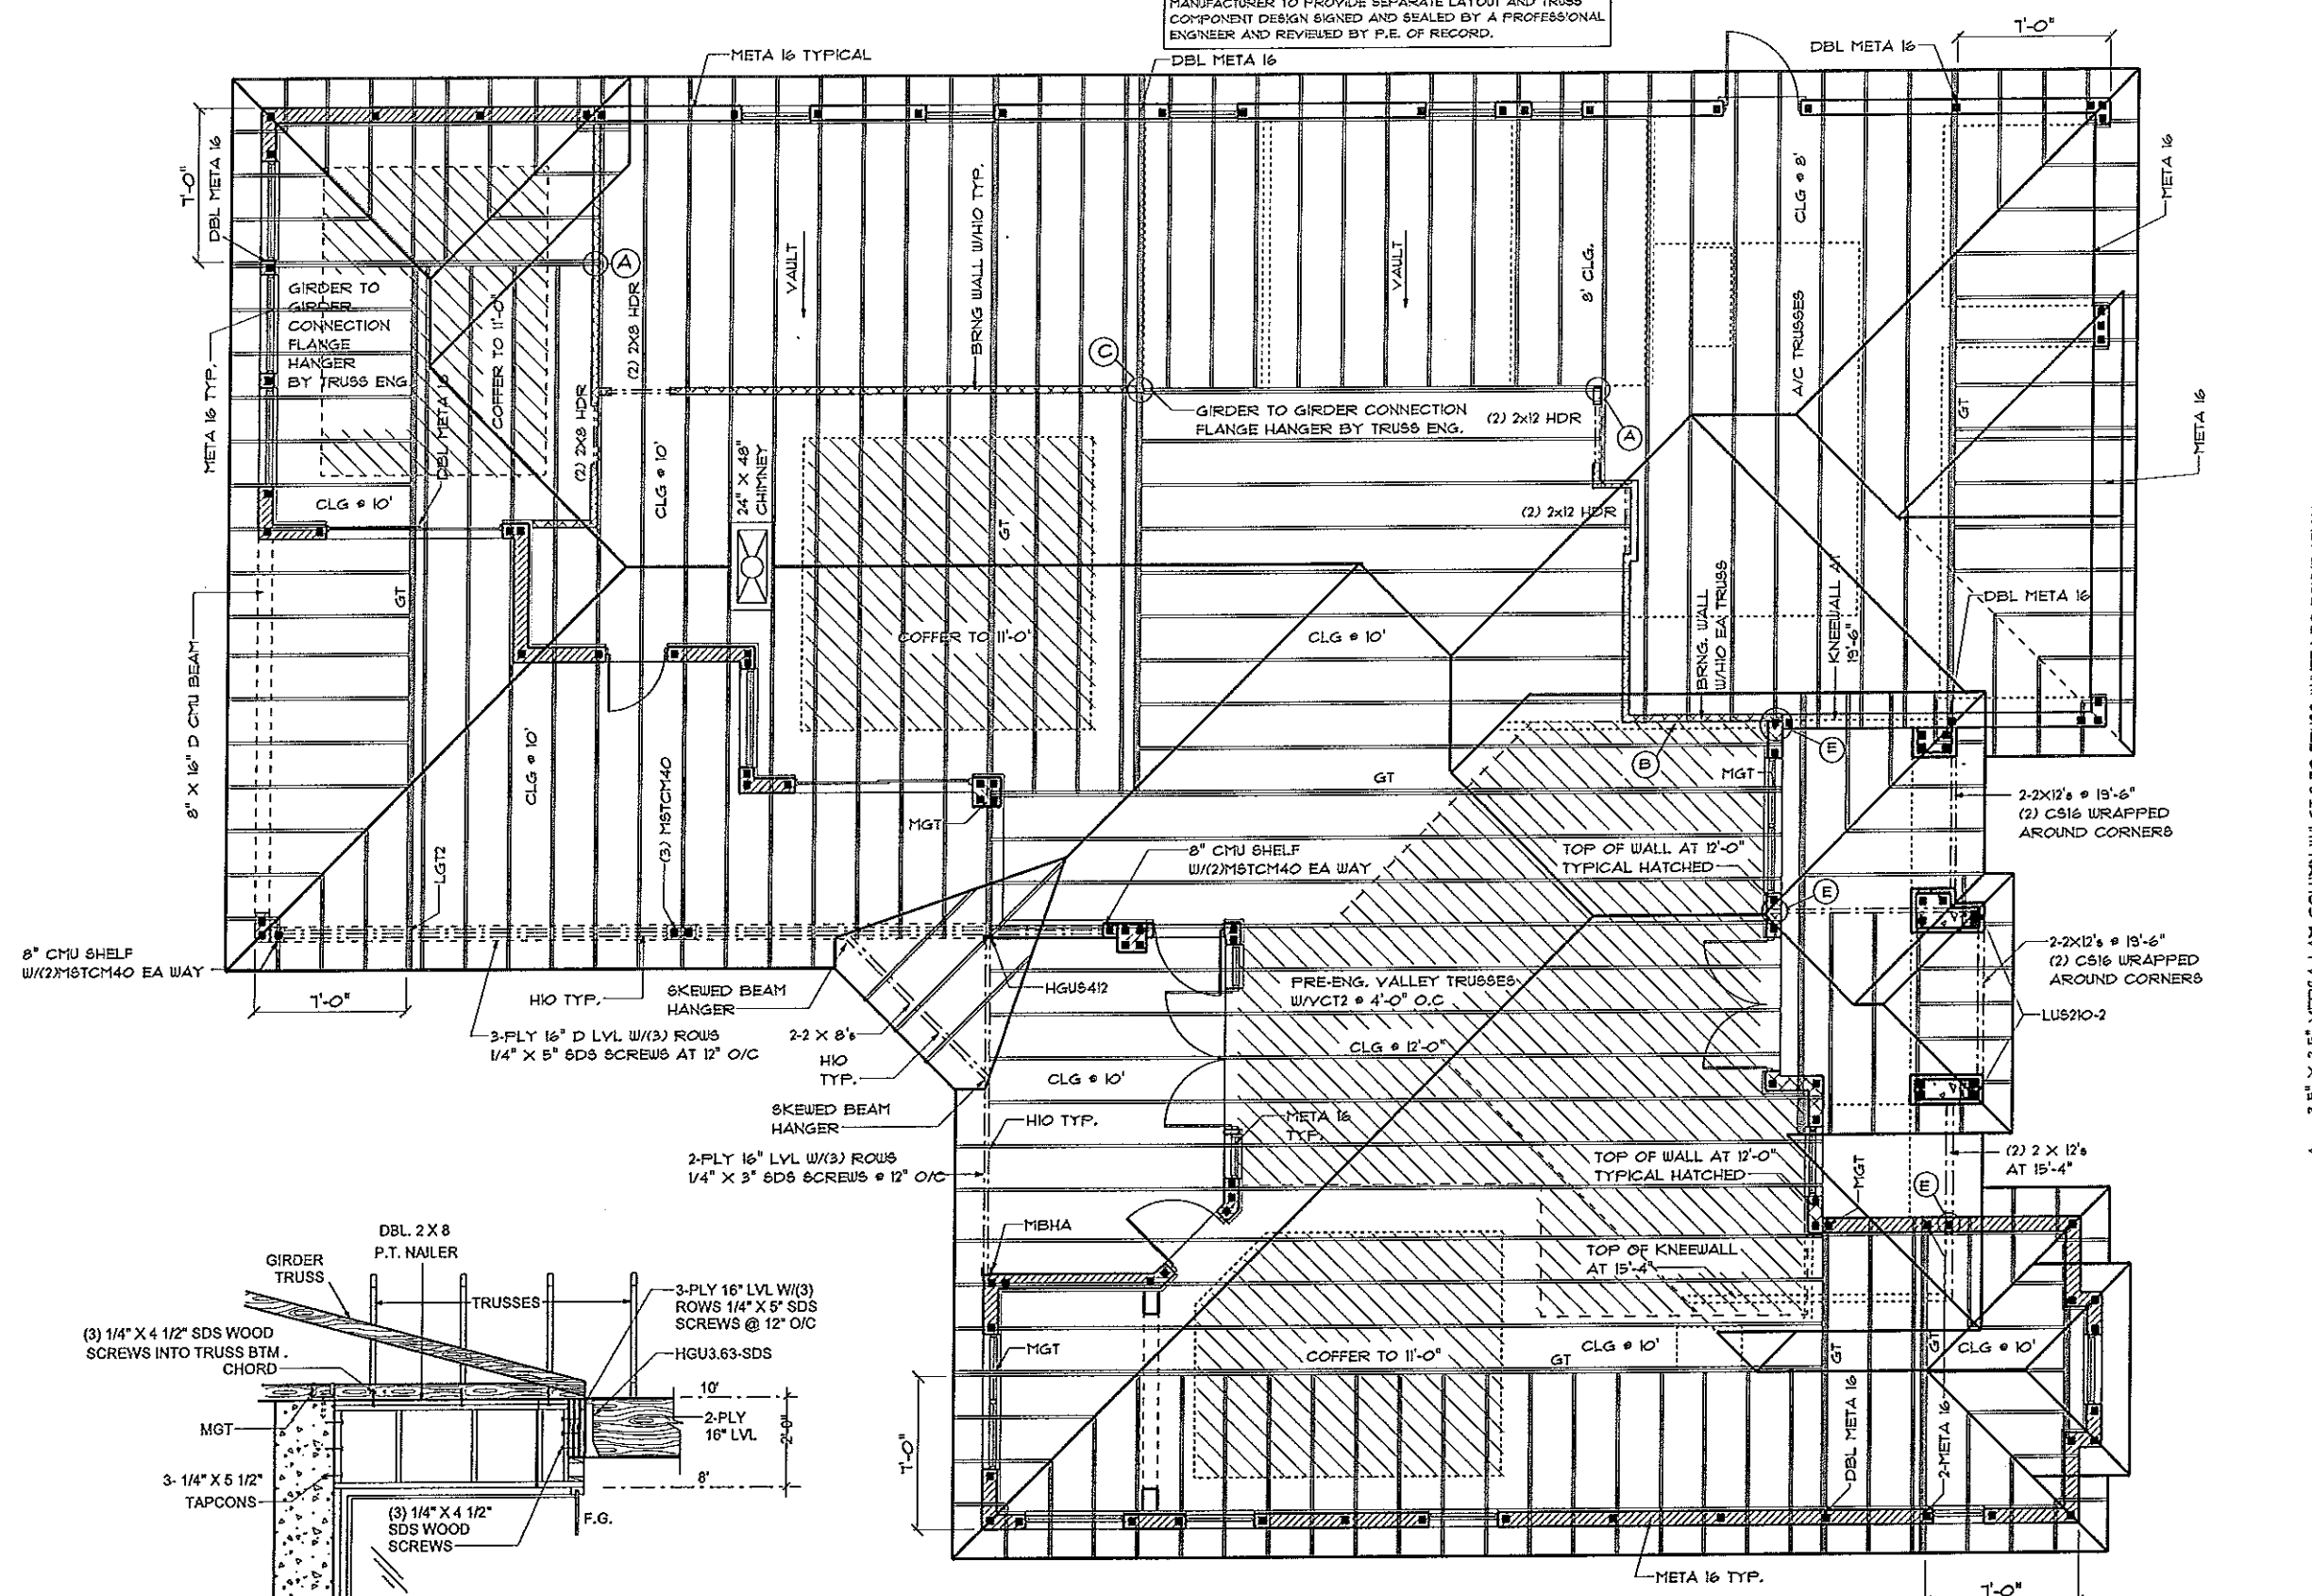 MANUFACTURER TO PROVIDE SEPARATE LAYOUT AND TRUSS
COMPONENT DESIGN SIGNED AND SEALED BY A PROFESSIONAL
ENGINEER AND REVIEWED BY P.E. OF RECORD.
META 16 TYPICAL
DBL META 16
DBL META 16
7'-0"
7'-0"
DBL META 16
META 16 TYP.
GIRDER TO
GIRDER
CONNECTION
FLANGE
HANGER
BY TRUSS ENG
COFFER TO 11'-0"
DBL META 16
CLG @ 10'
A
(2) 2X8 HDR
(2) 2X8 HDR
CLG @ 10'
VAULT
24" X 48"
CHIMNEY
BRNG WALL W/H10 TYP.
C
GIRDER TO GIRDER CONNECTION
FLANGE HANGER BY TRUSS ENG.
VAULT
8' CLG.
CLG @ 8'
A/C TRUSSES
(2) 2x12 HDR
A
(2) 2x12 HDR
META 16
META 16
GT
GT
GT
COFFER TO 11'-0"
CLG @ 10'
BRNG. WALL
W/H10 EA TRUSS
KNEEWALL AT
19'-6"
DBL META 16
8" X 16" D CMU BEAM
CLG @ 10'
(3) MSTCM40
LGT2
MGT
GT
B
MGT
E
2-2X12's @ 19'-6"
(2) CS16 WRAPPED
AROUND CORNERS
8" CMU SHELF
W/(2)MSTCM40 EA WAY
TOP OF WALL AT 12'-0"
TYPICAL HATCHED
E
8" CMU SHELF
W/(2)MSTCM40 EA WAY
7'-0"
H10 TYP.
SKEWED BEAM
HANGER
3-PLY 16" D LVL W/(3) ROWS
1/4" X 5" SDS SCREWS AT 12" O/C
2-2 X 8's
H10
TYP.
HGUS412
PRE-ENG. VALLEY TRUSSES
W/VCT2 @ 4'-0" O.C
CLG @ 12'-0"
2-2X12's @ 19'-6"
(2) CS16 WRAPPED
AROUND CORNERS
LUS210-2
CLG @ 10'
SKEWED BEAM
HANGER
H10 TYP.
META 16
TYP.
2-PLY 16" LVL W/(3) ROWS
1/4" X 3" SDS SCREWS @ 12" O/C
TOP OF WALL AT 12'-0"
TYPICAL HATCHED
MGT
(2) 2 X 12's
AT 15'-4"
E
MBHA
TOP OF KNEEWALL
AT 15'-4"
MGT
COFFER TO 11'-0"
GT
CLG @ 10'
GT
GT
CLG @ 10'
7'-0"
DBL META 16
2-META 16
META 16 TYP.
7'-0"
DBL. 2 X 8
P.T. NAILER
GIRDER
TRUSS
TRUSSES
3-PLY 16" LVL W/(3)
ROWS 1/4" X 5" SDS
SCREWS @ 12" O/C
(3) 1/4" X 4 1/2" SDS WOOD
SCREWS INTO TRUSS BTM.
CHORD
HGU3.63-SDS
10'
2-PLY
16" LVL
2'-0"
MGT
8'
3- 1/4" X 5 1/2"
TAPCONS
(3) 1/4" X 4 1/2"
SDS WOOD
SCREWS
F.G.